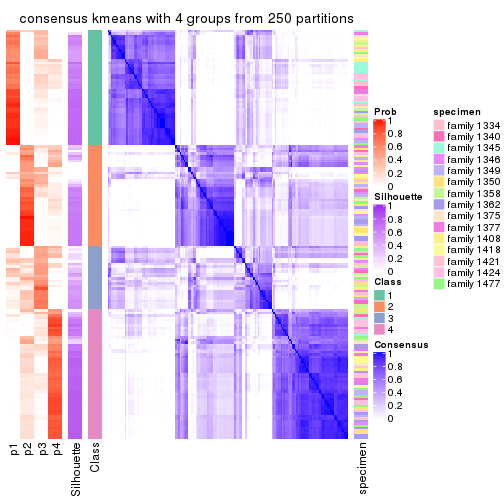 consensus kmeans with 4 groups from 250 partitions
p1
p2
p3
p4
Silhouette
Class
specimen
Prob
1
0.8
0.6
0.4
0.2
0
Silhouette
1
0.8
0.6
0.4
0.2
0
Class
1
2
3
4
Consensus
1
0.8
0.6
0.4
0.2
0
specimen
family 1334
family 1340
family 1345
family 1346
family 1349
family 1350
family 1358
family 1362
family 1375
family 1377
family 1408
family 1418
family 1421
family 1424
family 1477